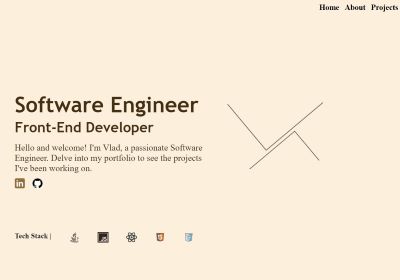 Home About Projects
Software Engineer
Front-End Developer
Hello and welcome! I'm Vlad, a passionate Software
Engineer. Delve into my portfolio to see the projects
I've been working on.
in
Tech Stack |